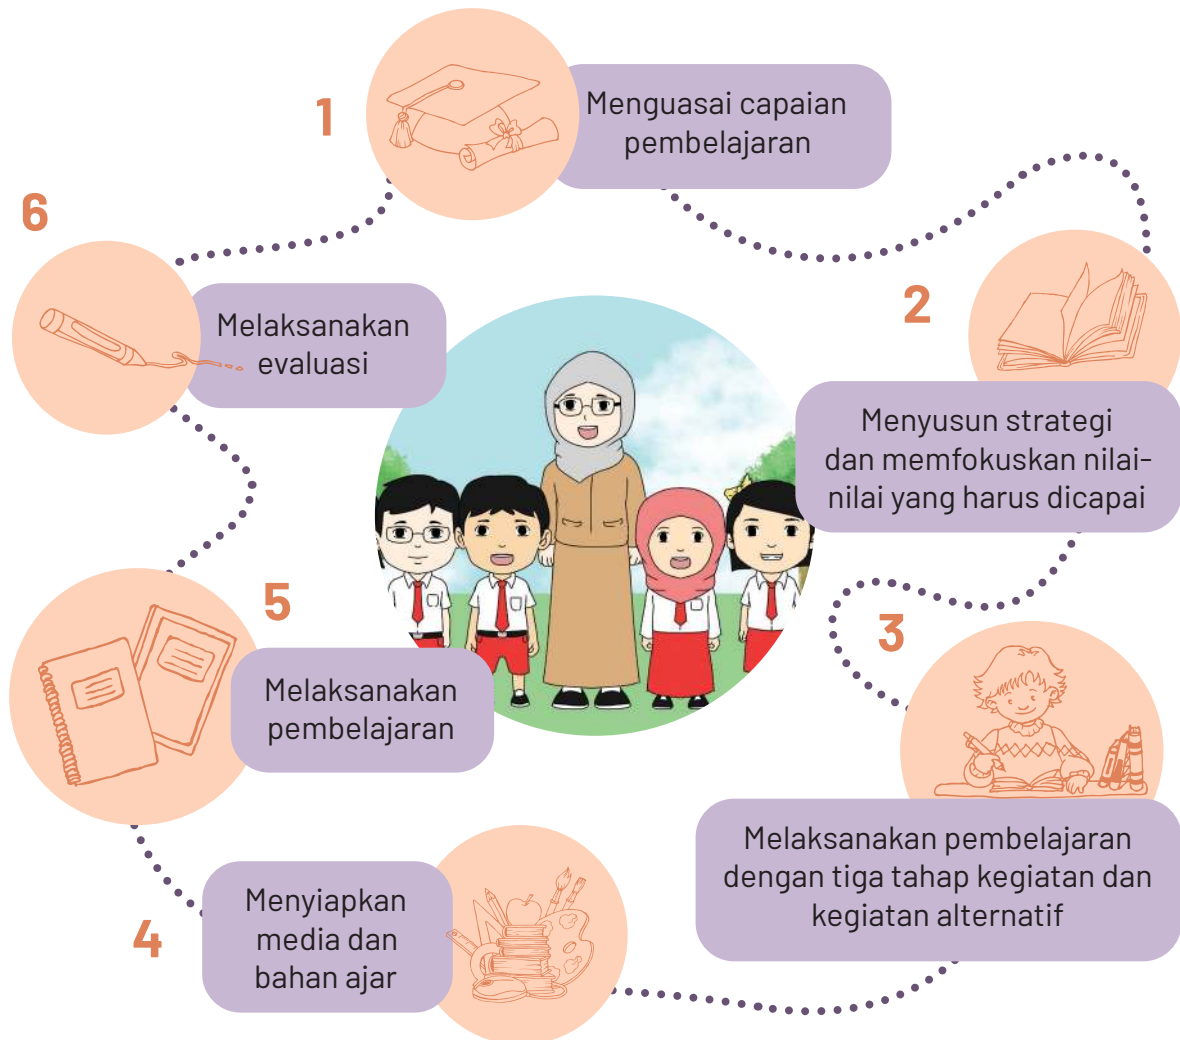 1
Menguasai capaian
pembelajaran
2
Menyusun strategi
dan memfokuskan nilai-
nilai yang harus dicapai
3
Melaksanakan pembelajaran
dengan tiga tahap kegiatan dan
kegiatan alternatif
4
Menyiapkan
media dan
bahan ajar
5
Melaksanakan
pembelajaran
6
Melaksanakan
evaluasi